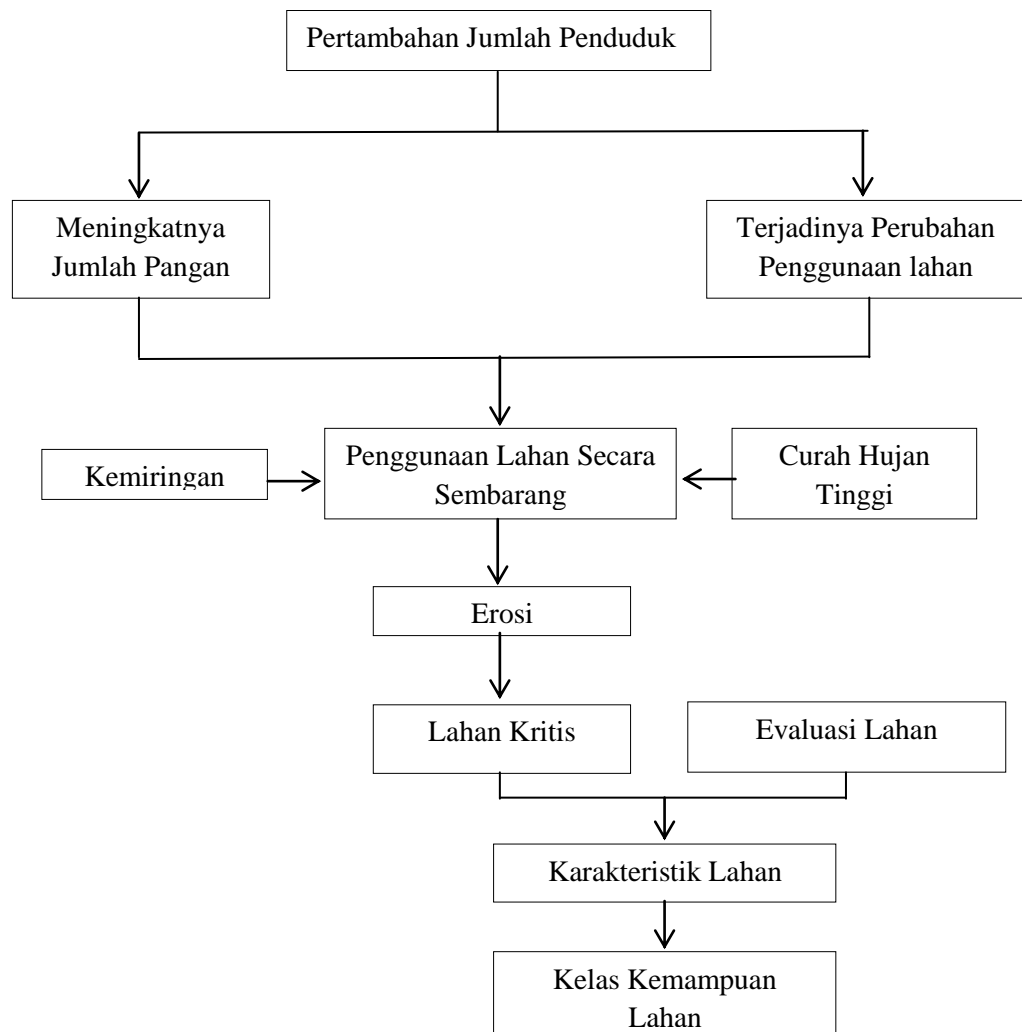 Pertambahan Jumlah Penduduk
Meningkatnya
Jumlah Pangan
Terjadinya Perubahan
Penggunaan lahan
Kemiringan
Penggunaan Lahan Secara
Sembarang
Curah Hujan
Tinggi
Erosi
Lahan Kritis
Evaluasi Lahan
Karakteristik Lahan
Kelas Kemampuan
Lahan